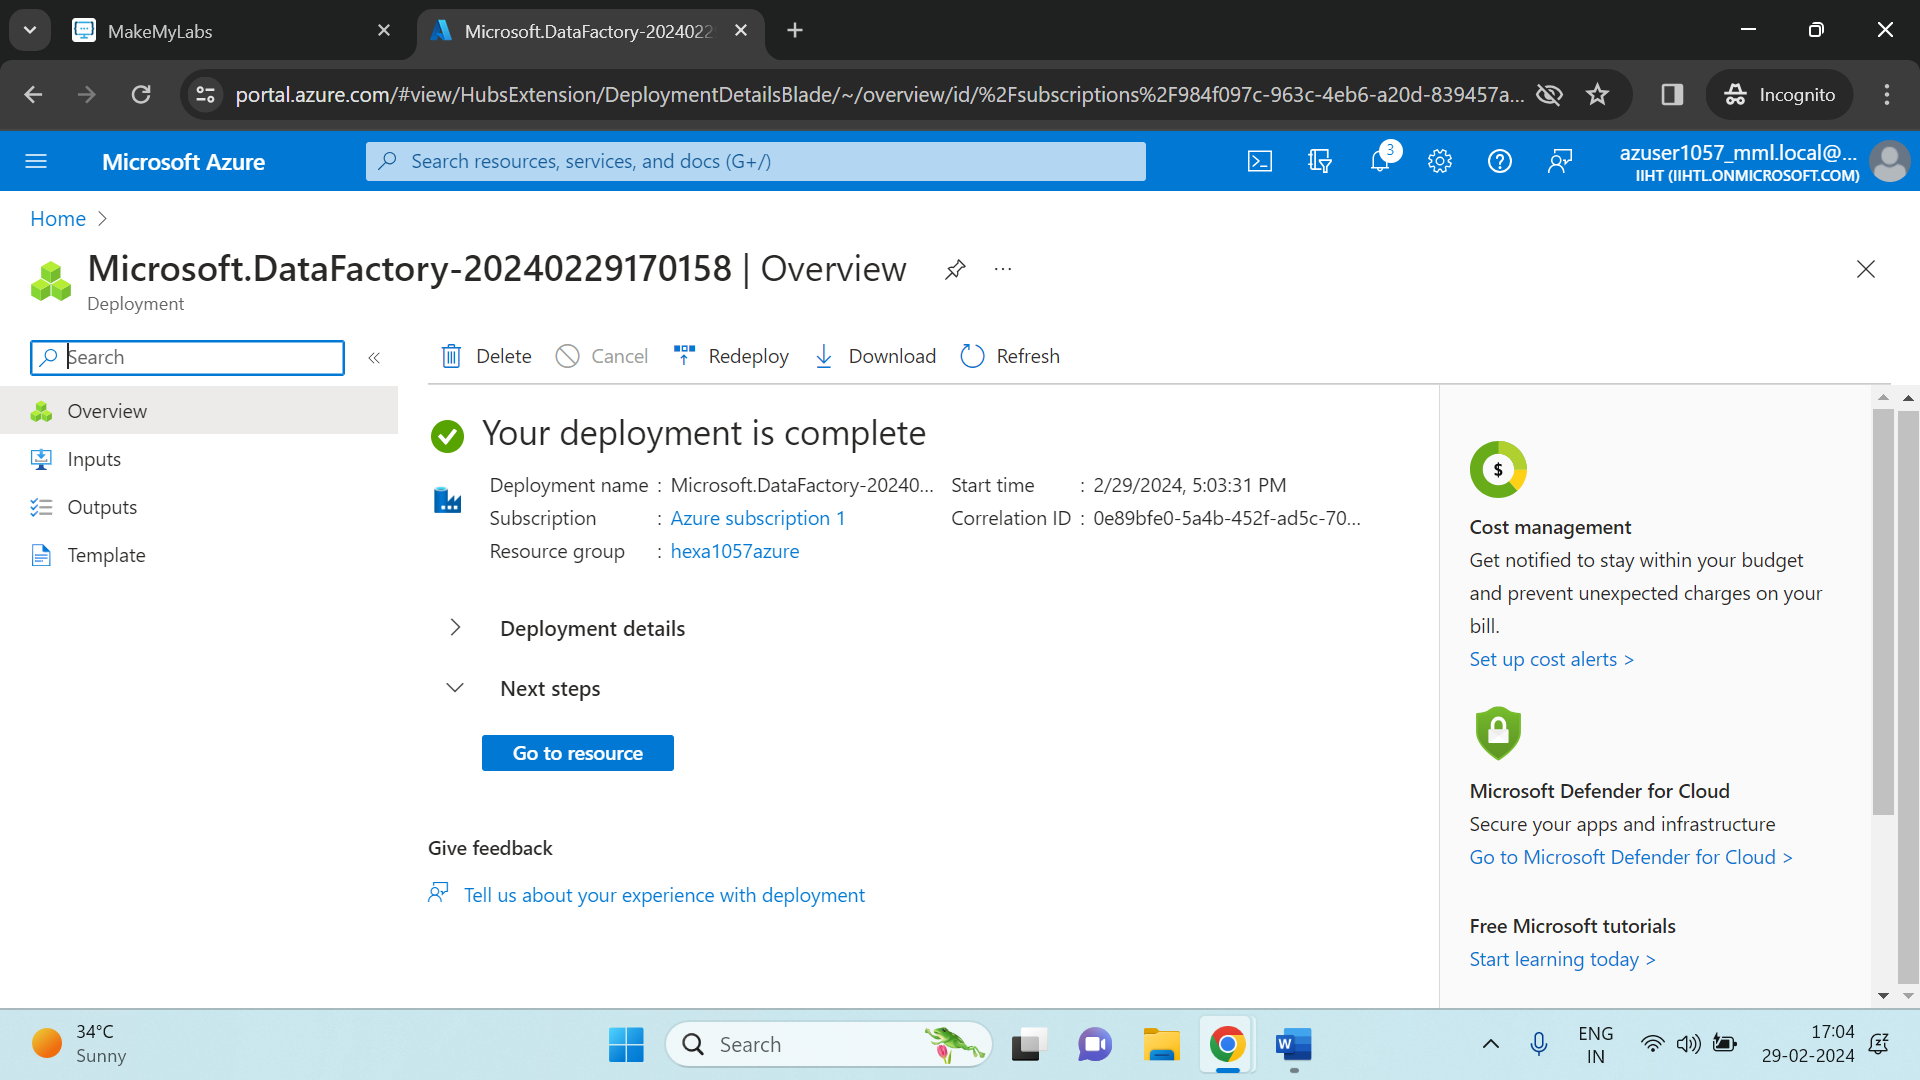 MakeMyLabs
Microsoft.DataFactory-2024022
portal.azure.com/#view/HubsExtension/DeploymentDetailsBlade/~/overview/id/%2Fsubscriptions%2F984f097c-963c-4eb6-a20d-839457a...
Incognito
Microsoft Azure
Search resources, services, and docs (G+/)
3
azuser1057_mml.local@...
IIHT (IIHTL.ONMICROSOFT.COM)
Home
Microsoft.DataFactory-20240229170158 | Overview
...
Deployment
Search
Delete
Cancel
Redeploy
Download
Refresh
Overview
Inputs
Outputs
Template
Your deployment is complete
Deployment name : Microsoft.DataFactory-20240...
Subscription : Azure subscription 1
Resource group : hexa1057azure
Start time : 2/29/2024, 5:03:31 PM
Correlation ID : 0e89bfe0-5a4b-452f-ad5c-70...
Deployment details
Next steps
Go to resource
Give feedback
Tell us about your experience with deployment
$
Cost management
Get notified to stay within your budget
and prevent unexpected charges on your
bill.
Set up cost alerts >
Microsoft Defender for Cloud
Secure your apps and infrastructure
Go to Microsoft Defender for Cloud >
Free Microsoft tutorials
Start learning today >
34°C
Sunny
Search
W
ENG
IN
17:04
29-02-2024